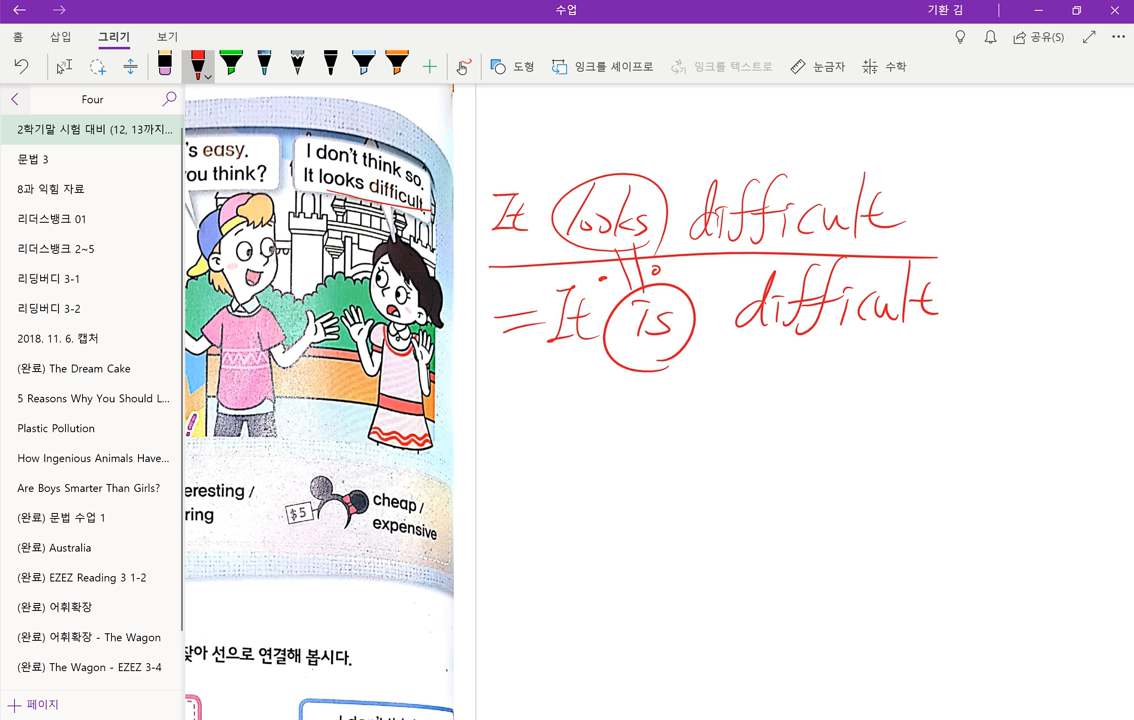 수업
기환 김
홈 삽입 그리기 보기
공유(S)
도형 잉크를 셰이프로 잉크를 텍스트로 눈금자 수학
Four
2학기말 시험 대비 (12, 13까지...
문법 3
8과 익힘 자료
리더스뱅크 01
리더스뱅크 2~5
리딩버디 3-1
리딩버디 3-2
2018. 11. 6. 캡처
(완료) The Dream Cake
5 Reasons Why You Should L...
Plastic Pollution
How Ingenious Animals Have...
Are Boys Smarter Than Girls?
(완료) 문법 수업 1
(완료) Australia
(완료) EZEZ Reading 3 1-2
(완료) 어휘확장
(완료) 어휘확장 - The Wagon
(완료) The Wagon - EZEZ 3-4
페이지
's easy.
ou think?
I don't think so.
It looks difficult.
eresting /
ring
$5
cheap /
expensive
찾아 선으로 연결해 봅시다.
It looks difficult
= It is difficult